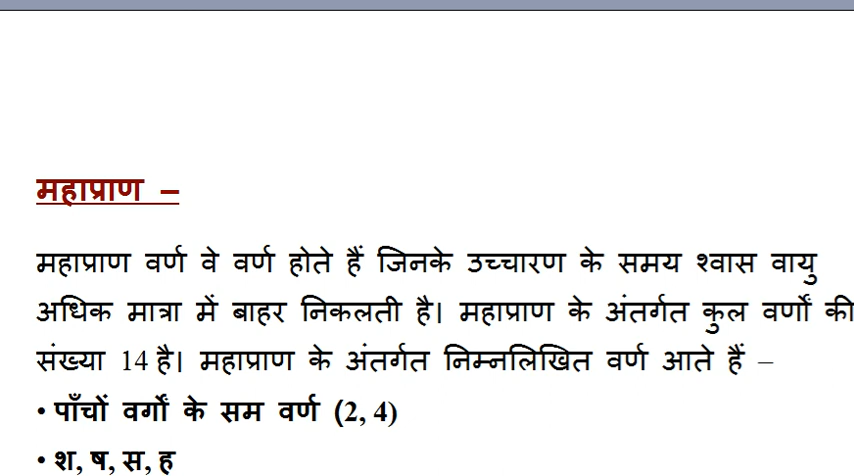 महाप्राण –
महाप्राण वर्ण वे वर्ण होते हैं जिनके उच्चारण के समय श्वास वायु
अधिक मात्रा में बाहर निकलती है। महाप्राण के अंतर्गत कुल वर्णों की
संख्या 14 है। महाप्राण के अंतर्गत निम्नलिखित वर्ण आते हैं –
• पाँचों वर्गों के सम वर्ण (2, 4)
• श, ष, स, ह